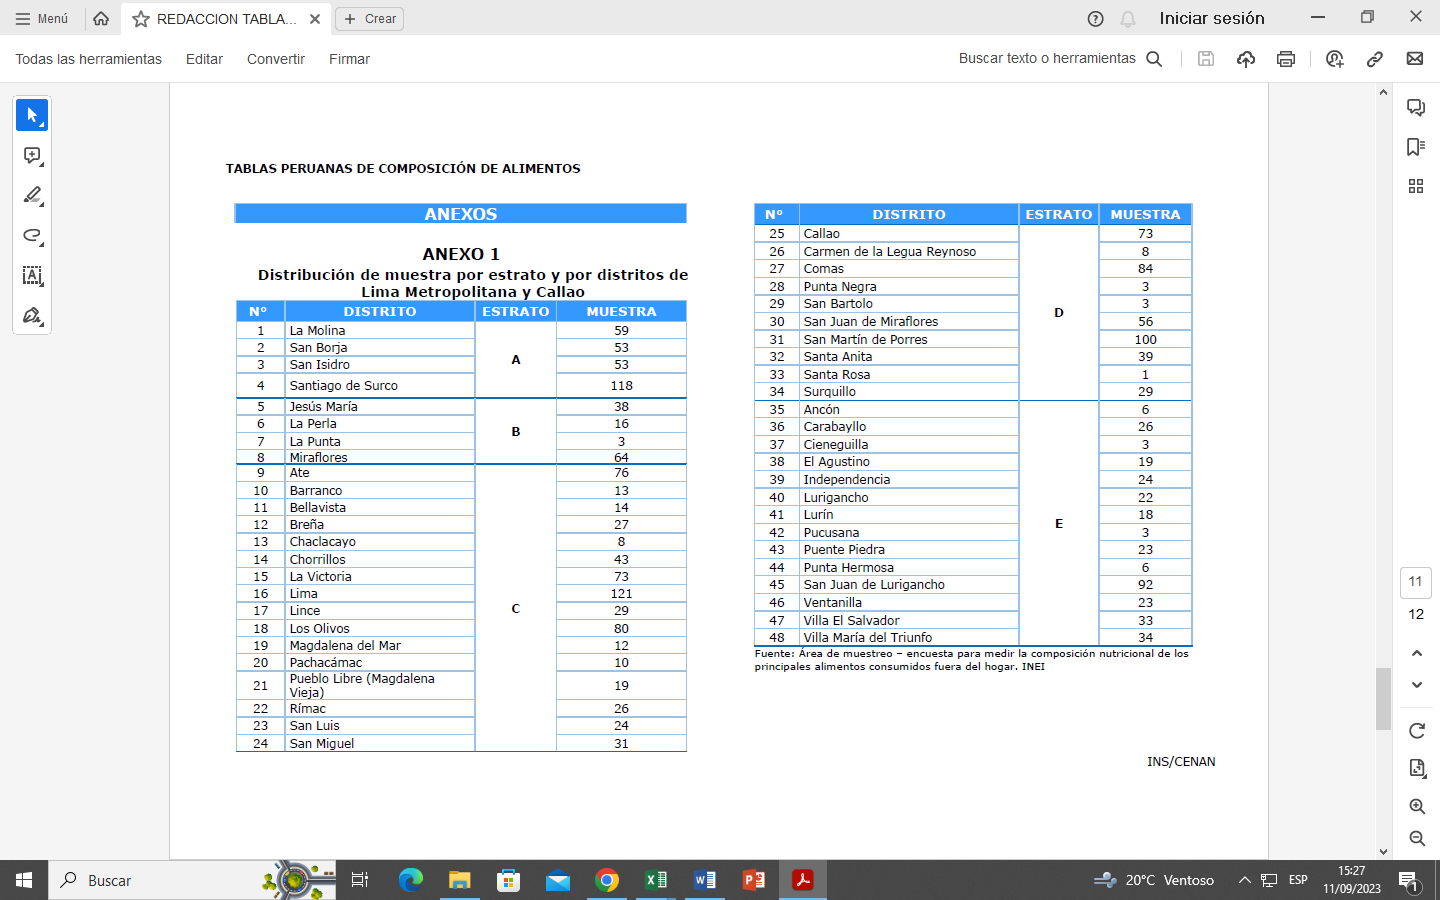 Menú
REDACCION TABLA...
Crear
Iniciar sesión
Todas las herramientas Editar Convertir Firmar
Buscar texto o herramientas
TABLAS PERUANAS DE COMPOSICIÓN DE ALIMENTOS
ANEXOS
ANEXO 1
Distribución de muestra por estrato y por distritos de
Lima Metropolitana y Callao
Nº DISTRITO ESTRATO MUESTRA
1 La Molina 59
2 San Borja 53
3 San Isidro 53
A
4 Santiago de Surco 118
5 Jesús María 38
6 La Perla 16
B
7 La Punta 3
8 Miraflores 64
9 Ate 76
10 Barranco 13
11 Bellavista 14
12 Breña 27
13 Chaclacayo 8
14 Chorrillos 43
15 La Victoria 73
16 Lima 121
17 Lince 29
C
18 Los Olivos 80
19 Magdalena del Mar 12
20 Pachacámac 10
21 Pueblo Libre (Magdalena
Vieja) 19
22 Rímac 26
23 San Luis 24
24 San Miguel 31
Nº DISTRITO ESTRATO MUESTRA
25 Callao 73
26 Carmen de la Legua Reynoso 8
27 Comas 84
28 Punta Negra 3
29 San Bartolo 3
D
30 San Juan de Miraflores 56
31 San Martín de Porres 100
32 Santa Anita 39
33 Santa Rosa 1
34 Surquillo 29
35 Ancón 6
36 Carabayllo 26
37 Cieneguilla 3
38 El Agustino 19
39 Independencia 24
40 Lurigancho 22
41 Lurín 18
E
42 Pucusana 3
43 Puente Piedra 23
44 Punta Hermosa 6
45 San Juan de Lurigancho 92
46 Ventanilla 23
47 Villa El Salvador 33
48 Villa María del Triunfo 34
Fuente: Área de muestreo – encuesta para medir la composición nutricional de los
principales alimentos consumidos fuera del hogar. INEI
INS/CENAN
11
12
Buscar
20°C Ventoso
ESP
15:27
11/09/2023
1